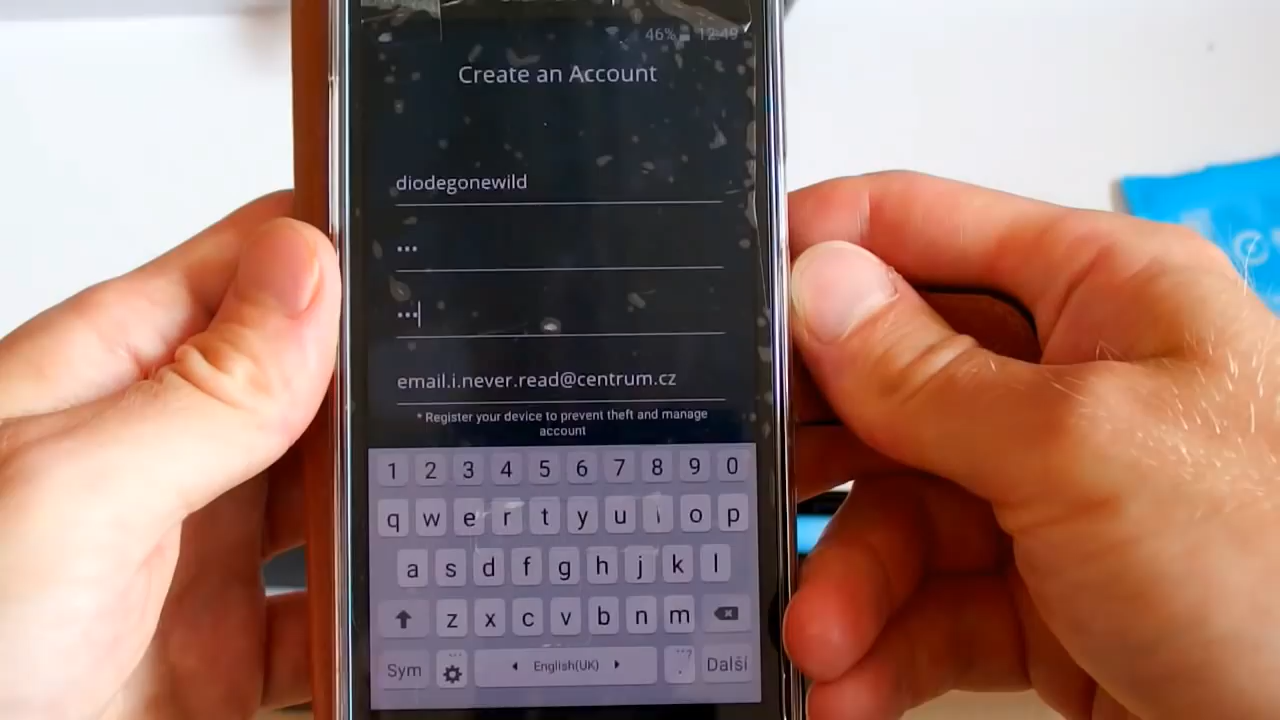 46% 12:49
Create an Account
diodegonewild
•••
•••
email.i.never.read@centrum.cz
* Register your device to prevent theft and manage
account
1 2 3 4 5 6 7 8 9 0
q w e r t y u i o p
a s d f g h j k l
z x c v b n m
Sym English(UK) . Další